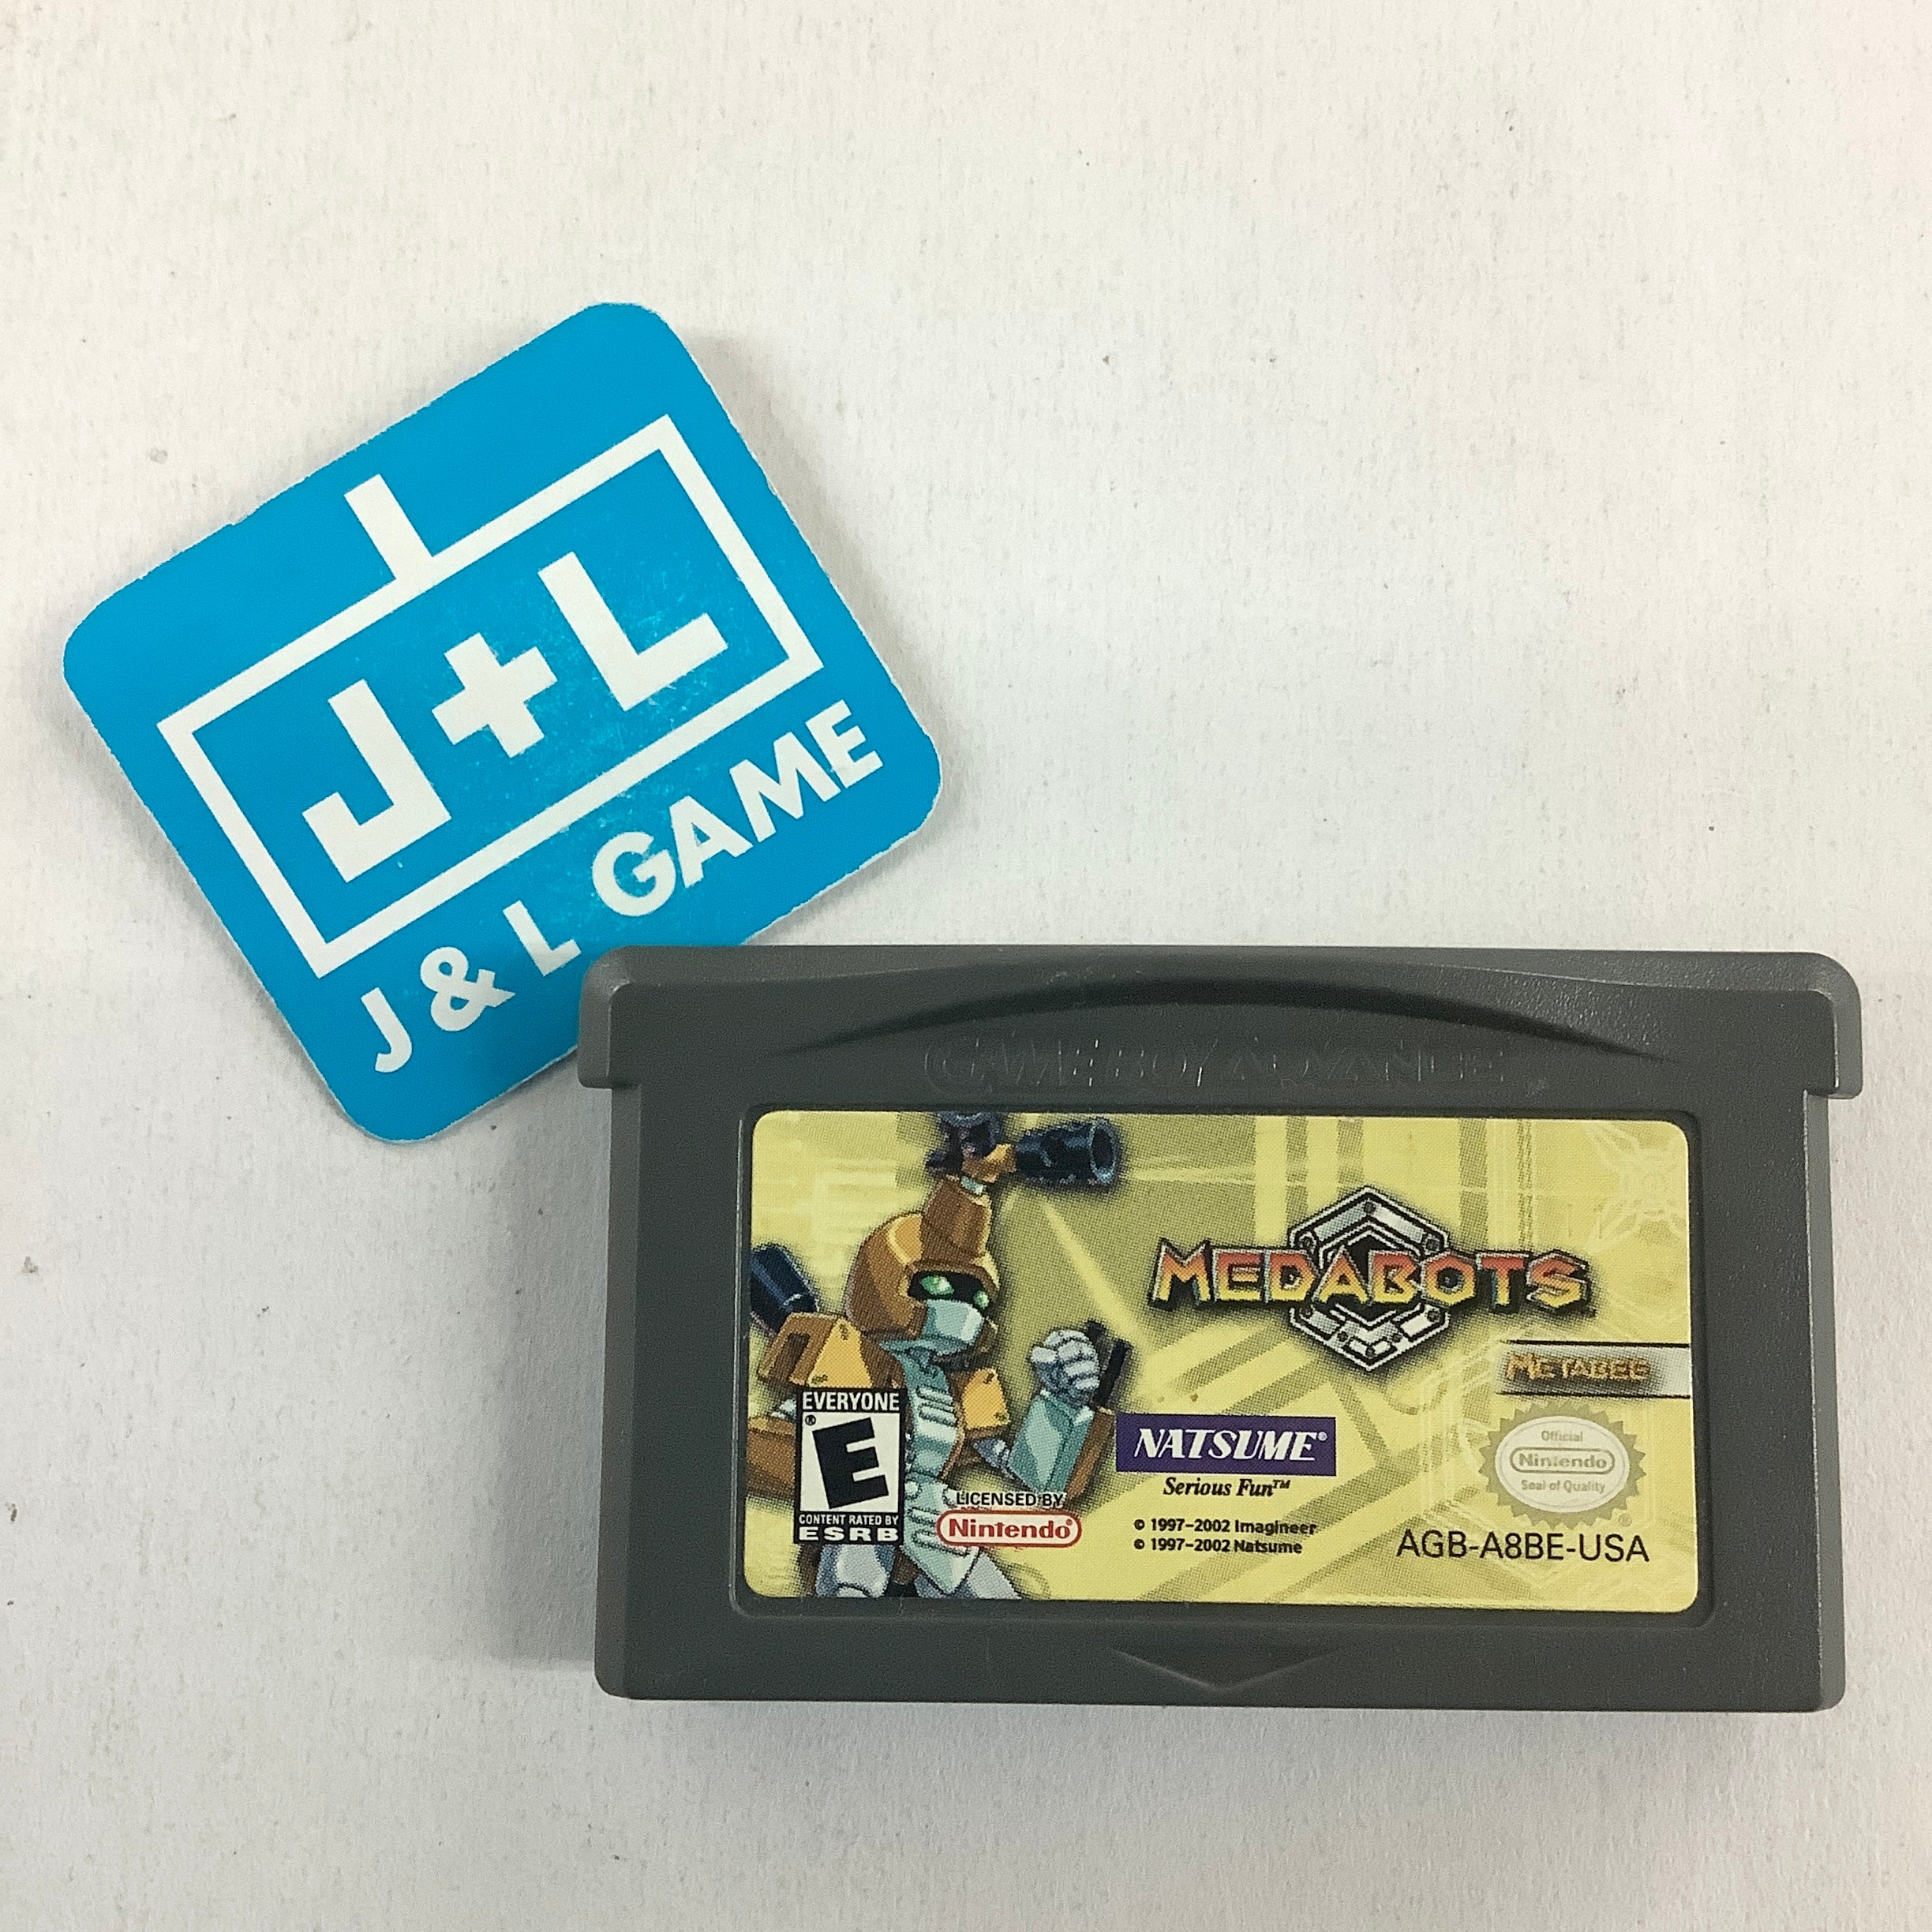 J+L
J & L GAME
GAME BOY ADVANCE
MEDABOTS
METABEE
EVERYONE
E
CONTENT RATED BY
ESRB
LICENSED BY
Nintendo®
NATSUME®
Serious Fun™
© 1997-2002 Imagineer
© 1997-2002 Natsume
Official
Nintendo
Seal of Quality
AGB-A8BE-USA